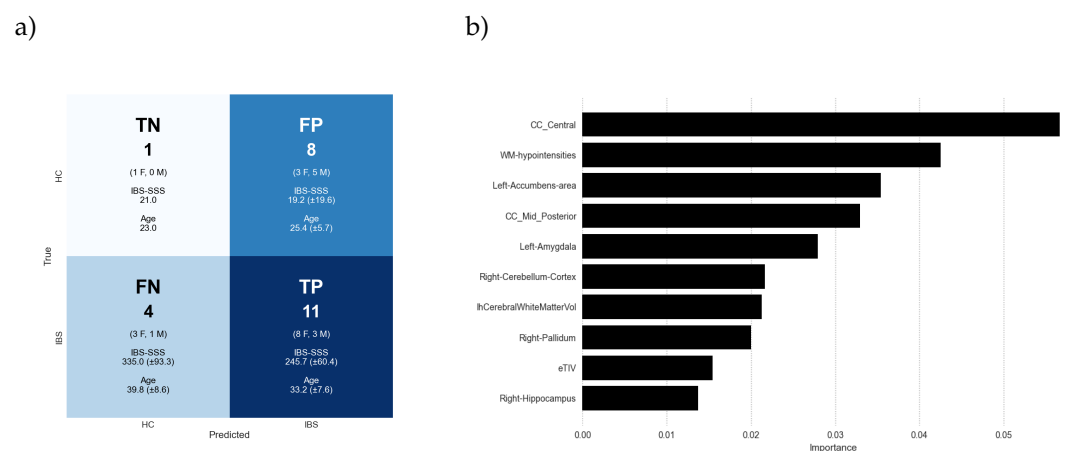 a)
TN
1
(1 F, 0 M)
IBS-SSS
21.0
Age
23.0
FP
8
(3 F, 5 M)
IBS-SSS
19.2 (±19.6)
Age
25.4 (±5.7)
FN
4
(3 F, 1 M)
IBS-SSS
335.0 (±93.3)
Age
39.8 (±8.6)
TP
11
(8 F, 3 M)
IBS-SSS
245.7 (±60.4)
Age
33.2 (±7.6)
HC
IBS
True
HC
IBS
Predicted
b)
CC_Central
WM-hypointensities
Left-Accumbens-area
CC_Mid_Posterior
Left-Amygdala
Right-Cerebellum-Cortex
lhCerebralWhiteMatterVol
Right-Pallidum
eTIV
Right-Hippocampus
0.00
0.01
0.02
0.03
0.04
0.05
Importance